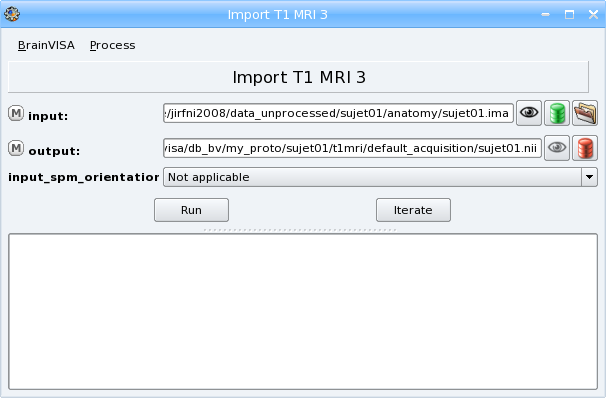 Import T1 MRI 3
BrainVISA Process
Import T1 MRI 3
M input: :/jirfni2008/data_unprocessed/sujet01/anatomy/sujet01.ima
M output: visa/db_bv/my_proto/sujet01/t1mri/default_acquisition/sujet01.nii
input_spm_orientation Not applicable
Run Iterate